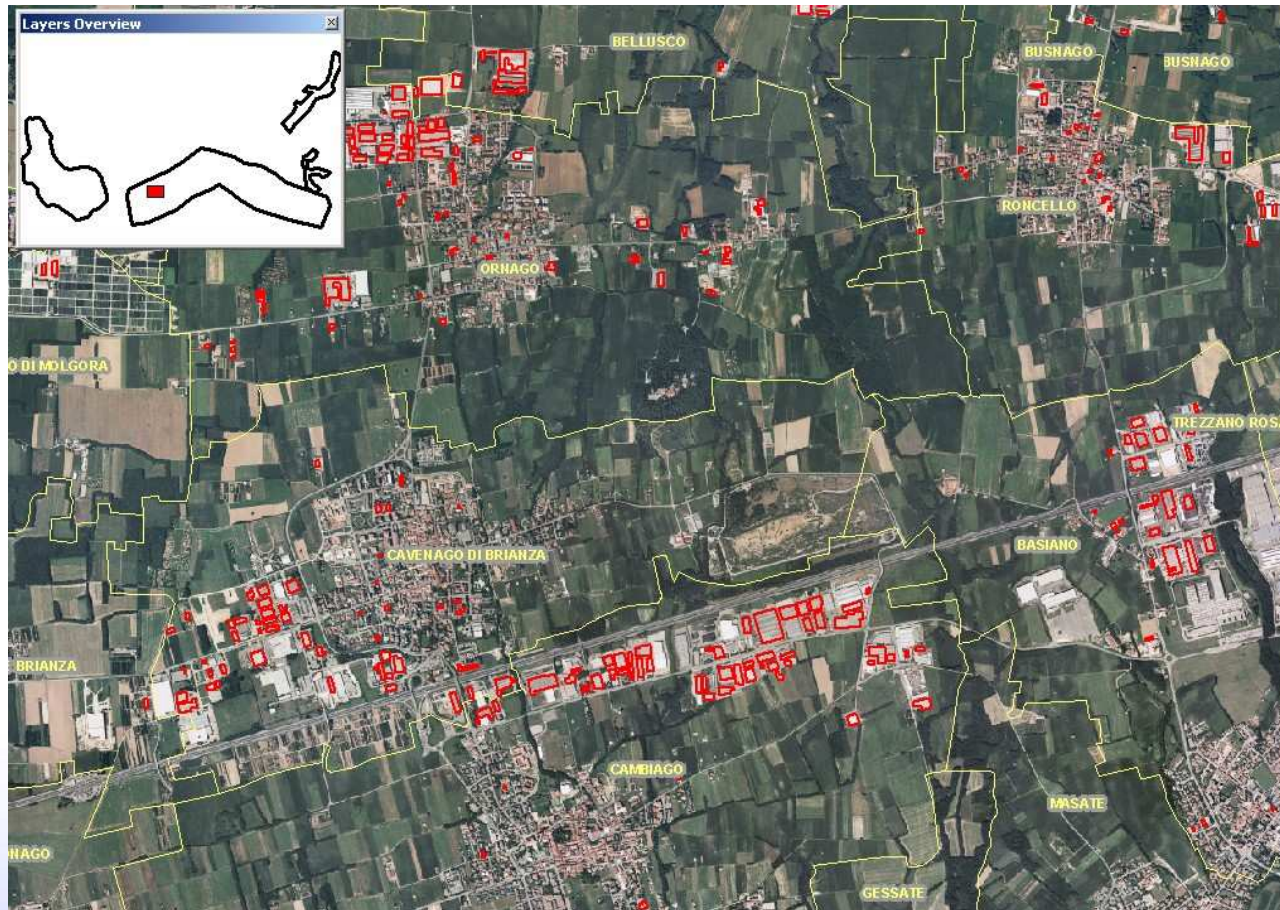 Layers Overview
BELLUSCO
BUSNAGO
BUSNAGO
RONCELLO
ORNAGO
O DI MOLGORA
TREZZANO ROSA
CAVENAGO DI BRIANZA
BASIANO
E BRIANZA
CAMBIAGO
MASATE
NAGO
GESSATE